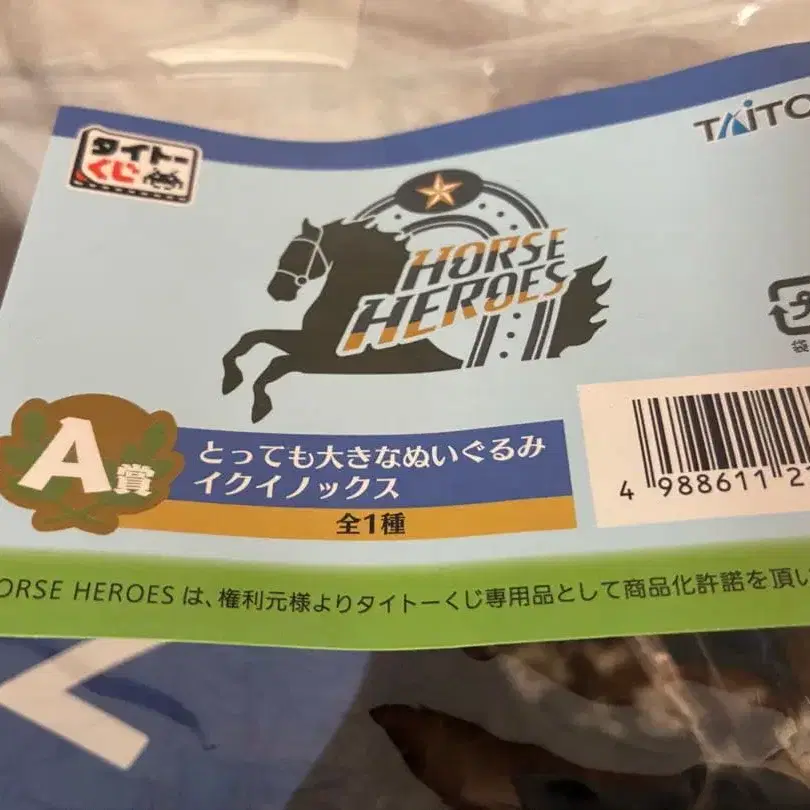 タイトー
くじ
TAITO
HORSE
HEROES
袋
A賞
とっても大きなぬいぐるみ
イクイノックス
全1種
4 988611 2
ORSE HEROES は、権利元様よりタイトーくじ専用品として商品化許諾を頂い